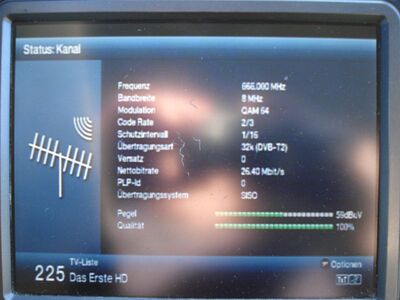 Status: Kanal
Frequenz 666,000 MHz
Bandbreite 8 MHz
Modulation QAM 64
Code Rate 2/3
Schutzintervall 1/16
Übertragungsart 32k (DVB-T2)
Versatz 0
Nettobitrate 26.40 Mbit/s
PLP-Id 0
Übertragungssystem SISO
Pegel 59dBuV
Qualität 100%
TV-Liste
225 Das Erste HD
Optionen